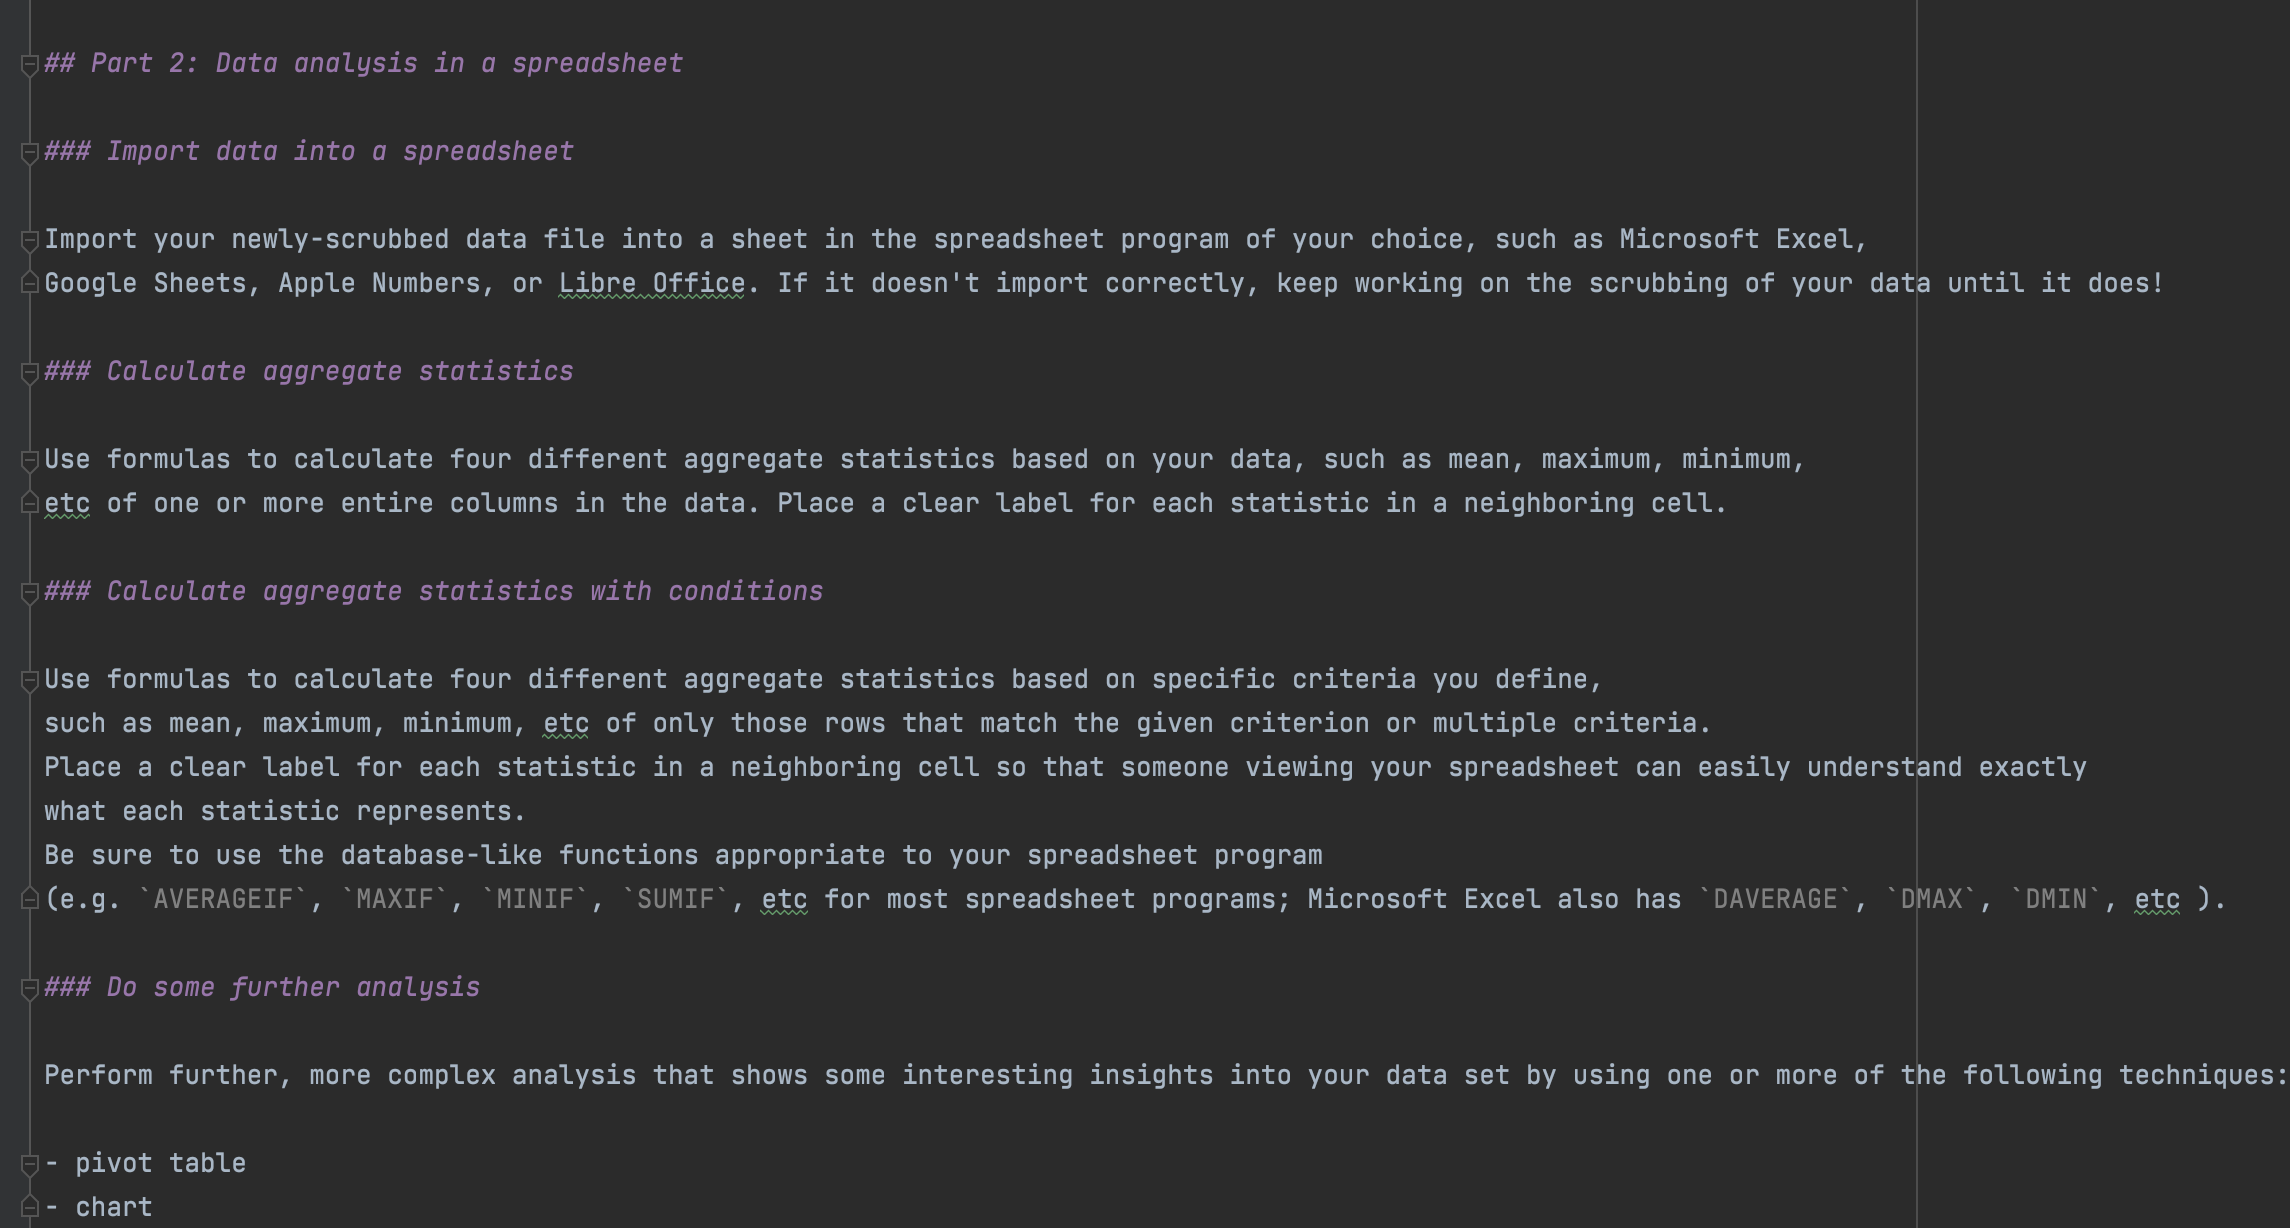 ## Part 2: Data analysis in a spreadsheet
### Import data into a spreadsheet
Import your newly-scrubbed data file into a sheet in the spreadsheet program of your choice, such as Microsoft Excel,
Google Sheets, Apple Numbers, or Libre Office. If it doesn't import correctly, keep working on the scrubbing of your data until it does!
### Calculate aggregate statistics
Use formulas to calculate four different aggregate statistics based on your data, such as mean, maximum, minimum,
etc of one or more entire columns in the data. Place a clear label for each statistic in a neighboring cell.
### Calculate aggregate statistics with conditions
Use formulas to calculate four different aggregate statistics based on specific criteria you define,
such as mean, maximum, minimum, etc of only those rows that match the given criterion or multiple criteria.
Place a clear label for each statistic in a neighboring cell so that someone viewing your spreadsheet can easily understand exactly
what each statistic represents.
Be sure to use the database-like functions appropriate to your spreadsheet program
(e.g. `AVERAGEIF`, `MAXIF`, `MINIF`, `SUMIF`, etc for most spreadsheet programs; Microsoft Excel also has `DAVERAGE`, `DMAX`, `DMIN`, etc ).
### Do some further analysis
Perform further, more complex analysis that shows some interesting insights into your data set by using one or more of the following techniques:
- pivot table
- chart